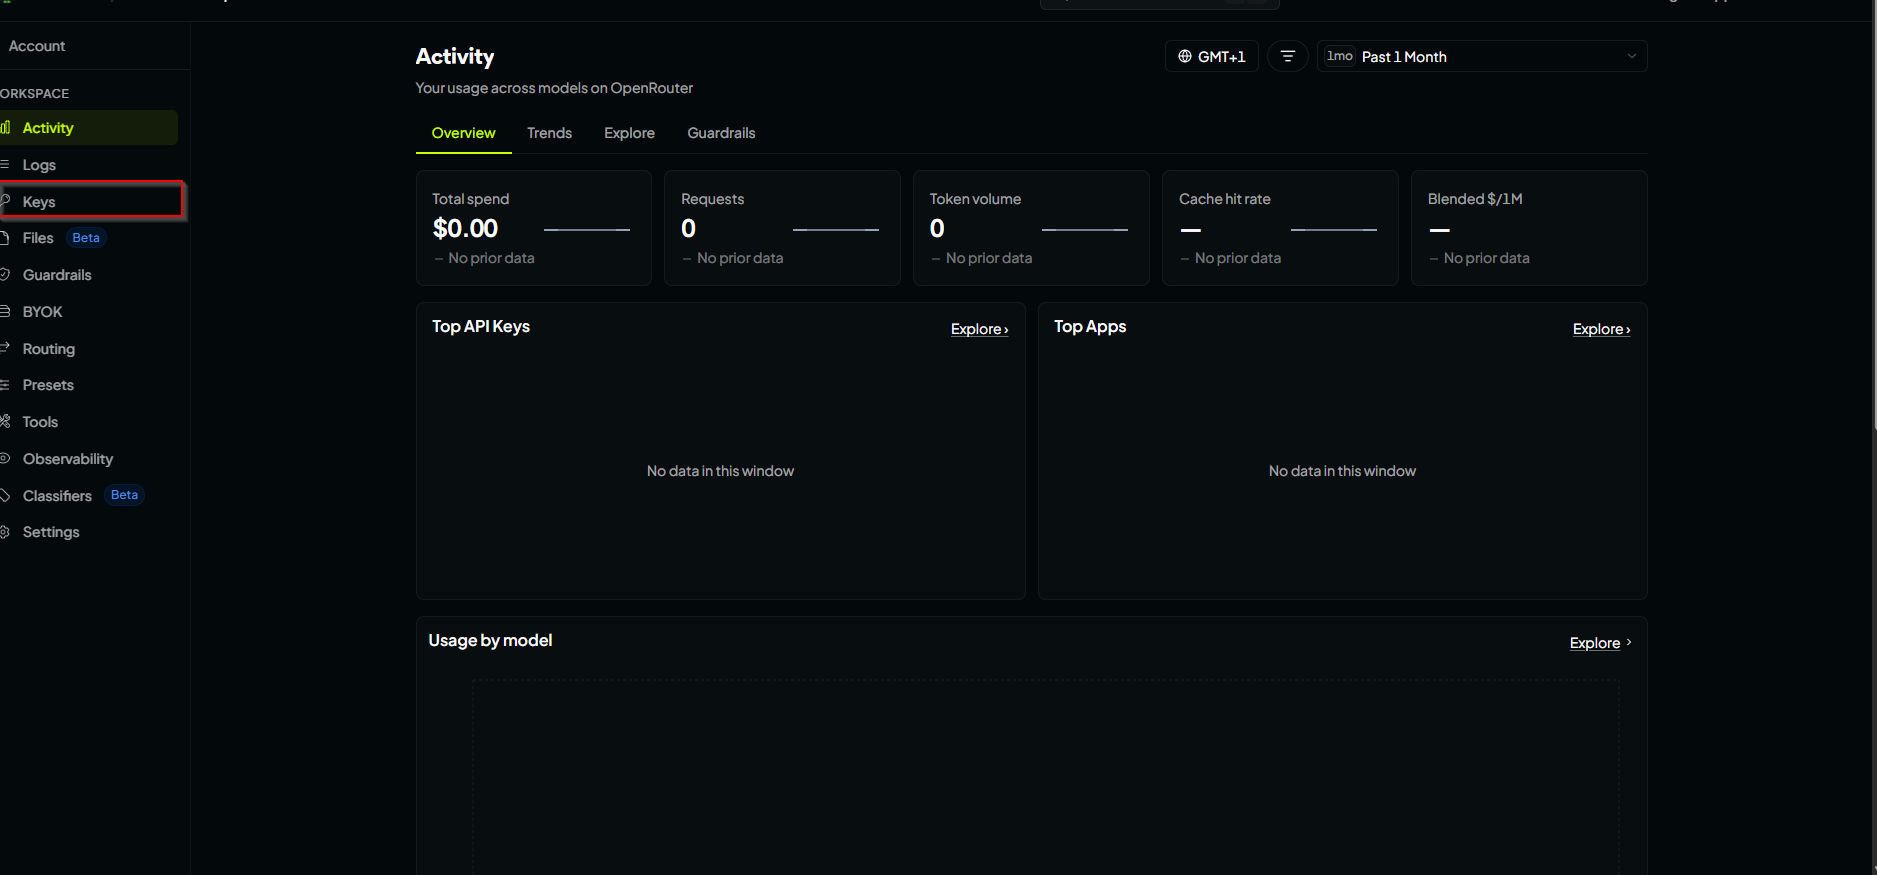 Account
ORKSPACE
Activity
Logs
Keys
Files Beta
Guardrails
BYOK
Routing
Presets
Tools
Observability
Classifiers Beta
Settings
Activity
GMT+1
1mo Past 1 Month
Your usage across models on OpenRouter
Overview Trends Explore Guardrails
Total spend
$0.00
– No prior data
Requests
0
– No prior data
Token volume
0
– No prior data
Cache hit rate
—
– No prior data
Blended $/1M
—
– No prior data
Top API Keys
Explore ›
No data in this window
Top Apps
Explore ›
No data in this window
Usage by model
Explore ›